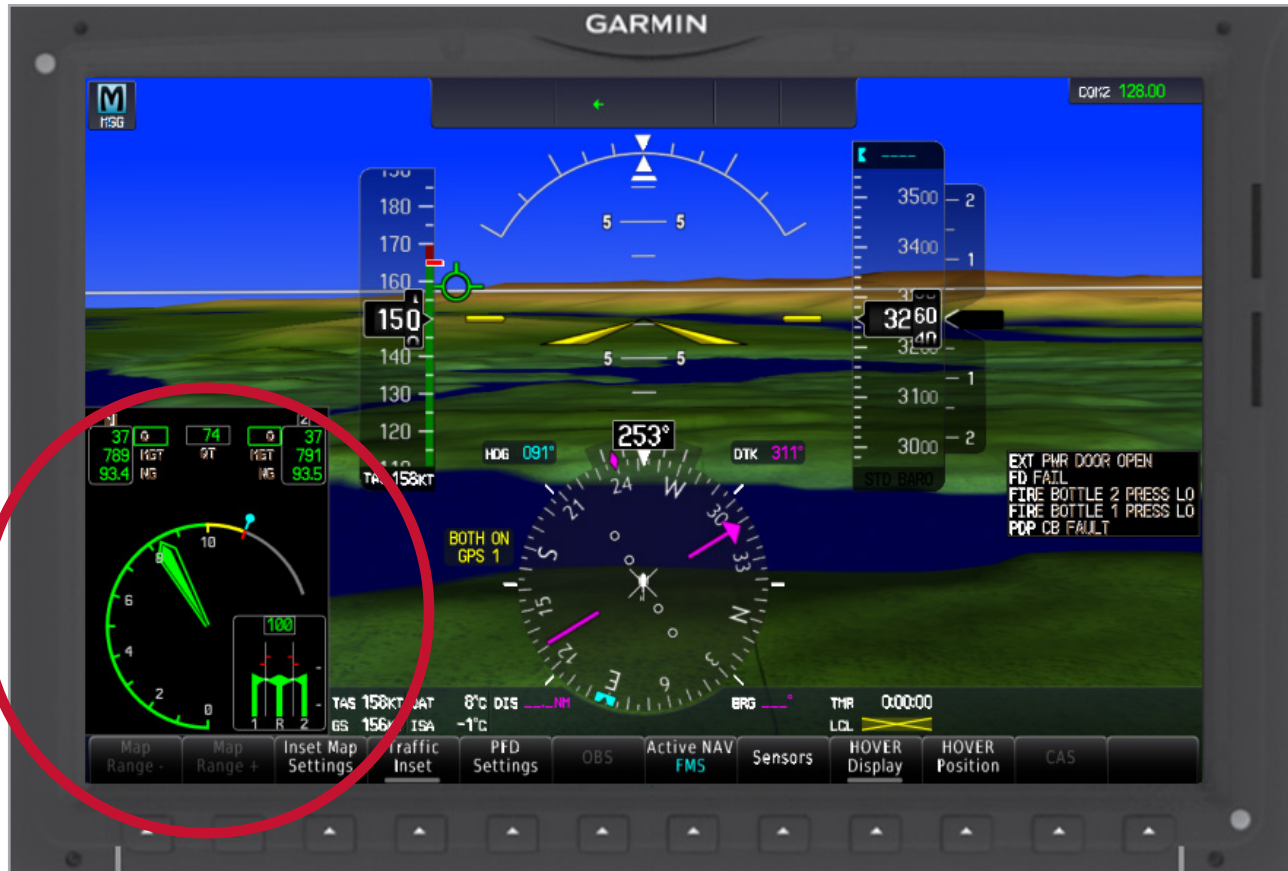 GARMIN
M
MSG
COM2 128.00
180
170
160
150
140
130
120
TAS 158KT
5 5
5 5
3500
3400
3260
3100
3000
STD BARO
2
1
1
2
HDG 091°
253°
DTK 311°
BOTH ON
GPS 1
24
W
30
33
N
3
6
E
12
15
S
21
EXT PWR DOOR OPEN
FD FAIL
FIRE BOTTLE 2 PRESS LO
FIRE BOTTLE 1 PRESS LO
PDP CB FAULT
2
37 Q 74 Q 37
789 MGT QT MGT 791
93.4 NG NG 93.5
10
8
6
4
2
0
100
1 R 2
TAS 158KT OAT 8°C DIS __.__NM BRG ___° TMR 0:00:00
GS 156KT ISA -1°C LCL
Map Range -
Map Range +
Inset Map Settings
Traffic Inset
PFD Settings
OBS
Active NAV FMS
Sensors
HOVER Display
HOVER Position
CAS